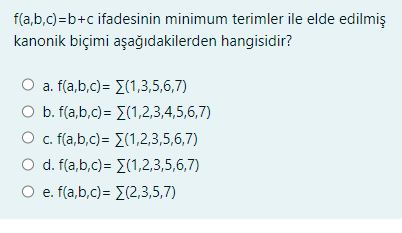 f(a,b,c)=b+c ifadesinin minimum terimler ile elde edilmiş
kanonik biçimi aşağıdakilerden hangisidir?
a. f(a,b,c)= ∑(1,3,5,6,7)
b. f(a,b,c)= ∑(1,2,3,4,5,6,7)
c. f(a,b,c)= ∑(1,2,3,5,6,7)
d. f(a,b,c)= ∑(1,2,3,5,6,7)
e. f(a,b,c)= ∑(2,3,5,7)